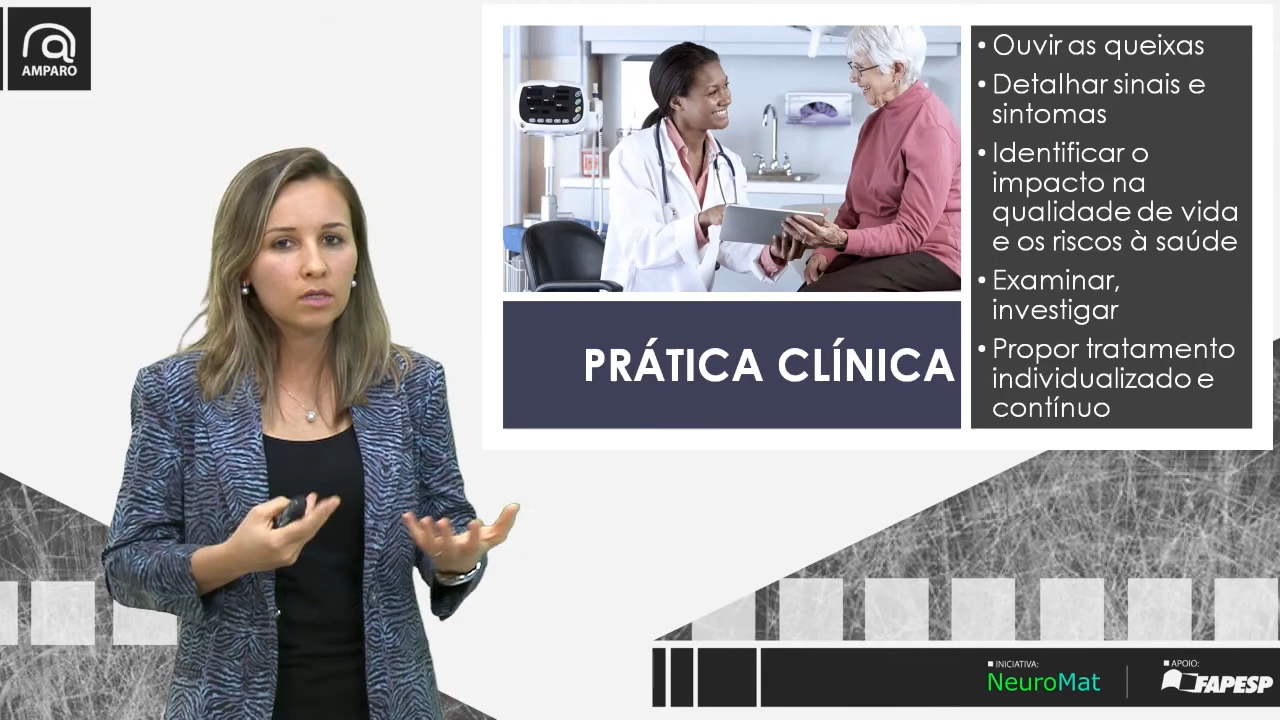 AMPARO
PRÁTICA CLÍNICA
• Ouvir as queixas
• Detalhar sinais e
sintomas
• Identificar o
impacto na
qualidade de vida
e os riscos à saúde
• Examinar,
investigar
• Propor tratamento
individualizado e
contínuo
INICIATIVA:
NeuroMat
APOIO:
FAPESP